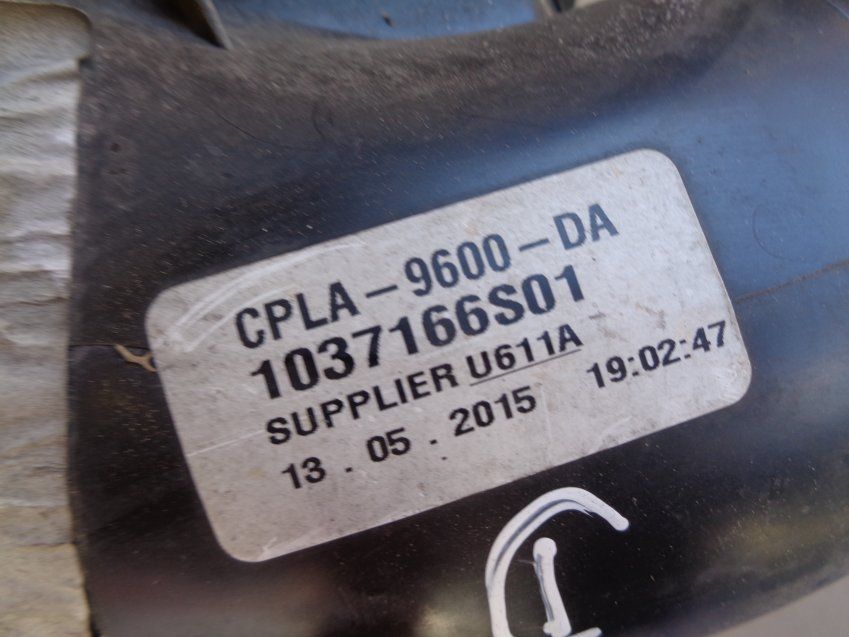 CPLA-9600-DA
1037166S01
SUPPLIER U611A
13 . 05 . 2015 19:02:47